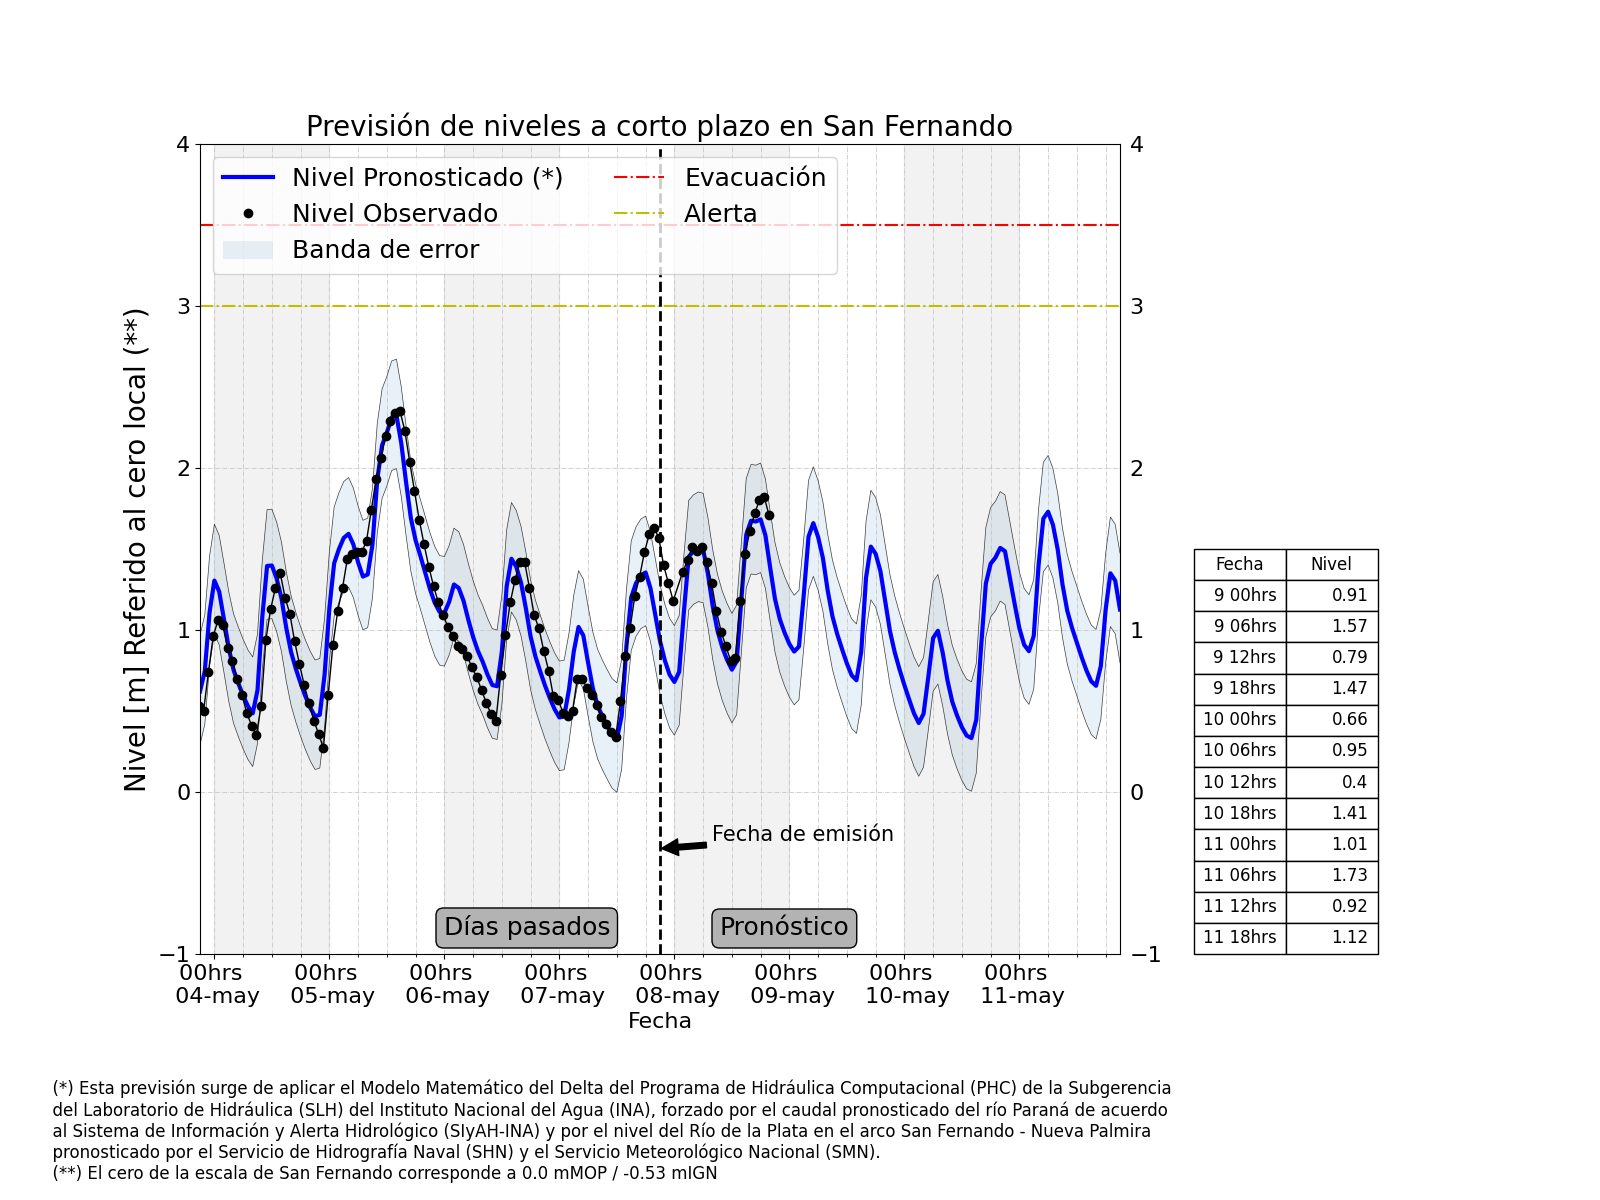 Previsión de niveles a corto plazo en San Fernando
Nivel Pronosticado (*)
Nivel Observado
Banda de error
Evacuación
Alerta
Nivel [m] Referido al cero local (**)
4
3
2
1
0
−1
4
3
2
1
0
−1
Fecha de emisión
Días pasados
Pronóstico
00hrs 00hrs 00hrs 00hrs 00hrs 00hrs 00hrs 00hrs
04-may 05-may 06-may 07-may 08-may 09-may 10-may 11-may
Fecha
Fecha Nivel
9 00hrs 0.91
9 06hrs 1.57
9 12hrs 0.79
9 18hrs 1.47
10 00hrs 0.66
10 06hrs 0.95
10 12hrs 0.4
10 18hrs 1.41
11 00hrs 1.01
11 06hrs 1.73
11 12hrs 0.92
11 18hrs 1.12
(*) Esta previsión surge de aplicar el Modelo Matemático del Delta del Programa de Hidráulica Computacional (PHC) de la Subgerencia
del Laboratorio de Hidráulica (SLH) del Instituto Nacional del Agua (INA), forzado por el caudal pronosticado del río Paraná de acuerdo
al Sistema de Información y Alerta Hidrológico (SIyAH-INA) y por el nivel del Río de la Plata en el arco San Fernando - Nueva Palmira
pronosticado por el Servicio de Hidrografía Naval (SHN) y el Servicio Meteorológico Nacional (SMN).
(**) El cero de la escala de San Fernando corresponde a 0.0 mMOP / -0.53 mIGN